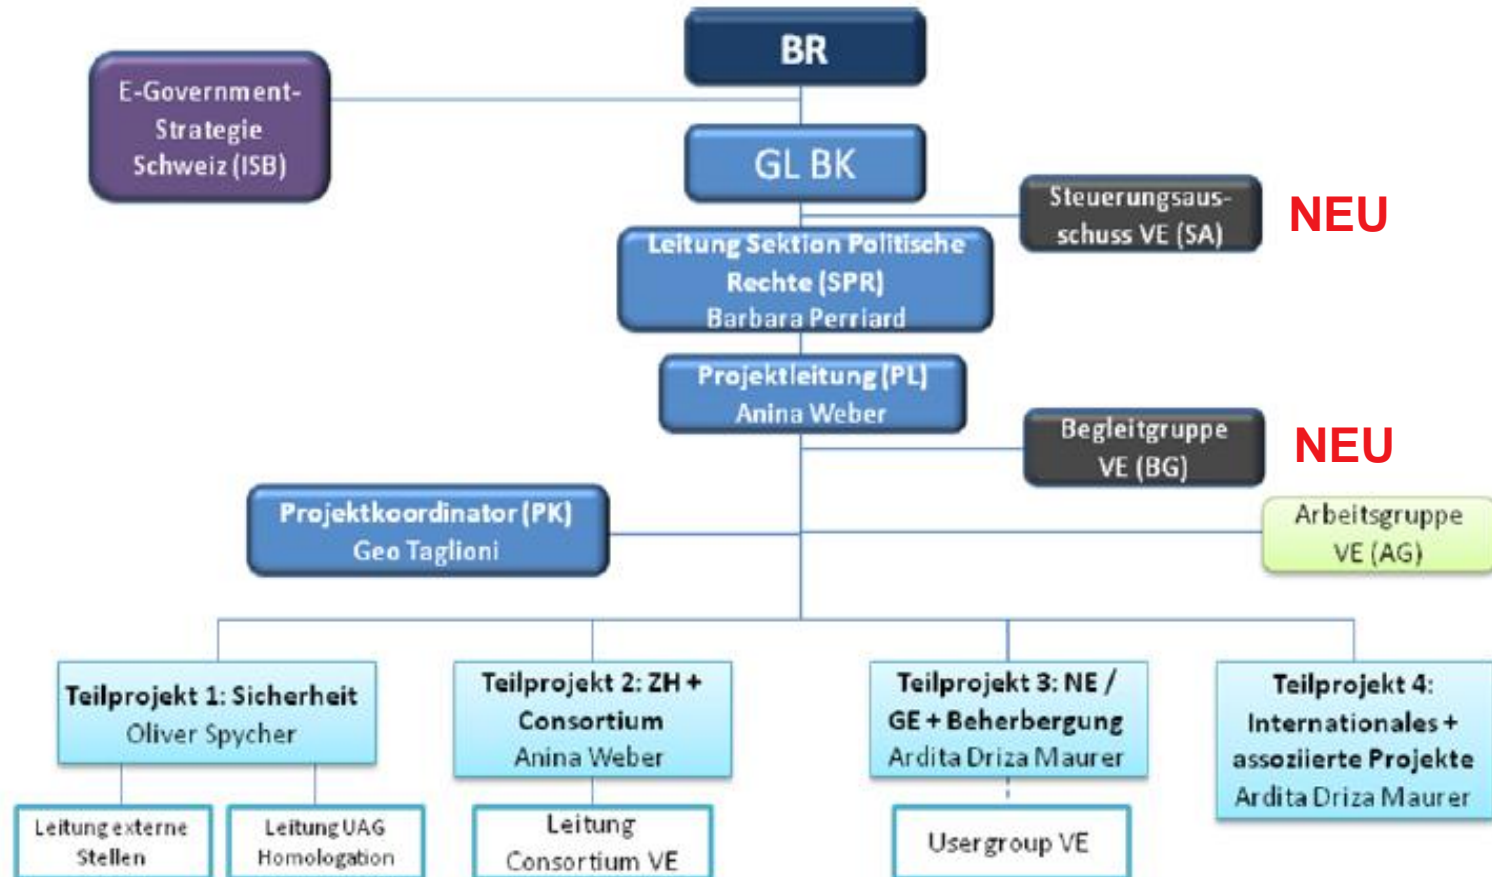 BR
E-Government-
Strategie
Schweiz (ISB)
GL BK
Steuerungsaus-
schuss VE (SA)
NEU
Leitung Sektion Politische
Rechte (SPR)
Barbara Perriard
Projektleitung (PL)
Anina Weber
Begleitgruppe
VE (BG)
NEU
Projektkoordinator (PK)
Geo Taglioni
Arbeitsgruppe
VE (AG)
Teilprojekt 1: Sicherheit
Oliver Spycher
Teilprojekt 2: ZH +
Consortium
Anina Weber
Teilprojekt 3: NE /
GE + Beherbergung
Ardita Driza Maurer
Teilprojekt 4:
Internationales +
assoziierte Projekte
Ardita Driza Maurer
Leitung externe
Stellen
Leitung UAG
Homologation
Leitung
Consortium VE
Usergroup VE